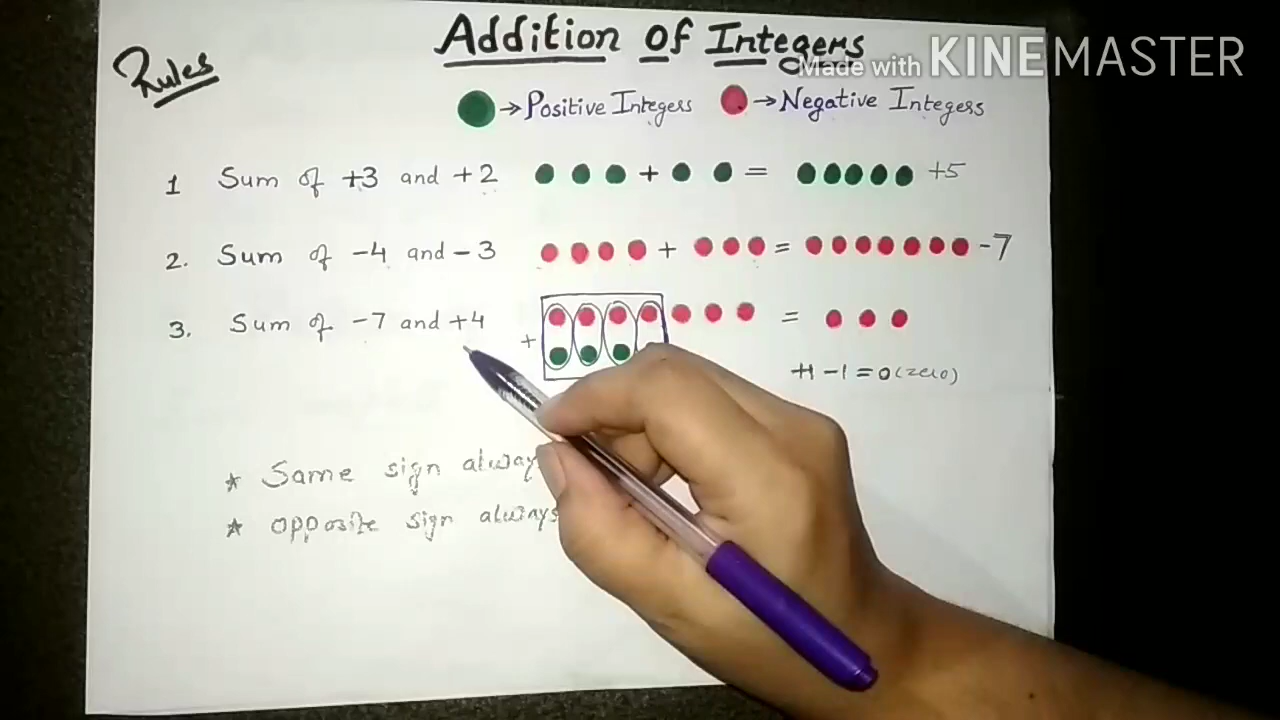 Addition Of Integers
Made with KINEMASTER
Rules
→ Positive Integers → Negative Integers
1 Sum of +3 and +2 + = +5
2. Sum of -4 and -3 + = -7
3. Sum of -7 and +4 + =
+1 -1 = 0 (zero)
* Same sign alway
* opposite sign always